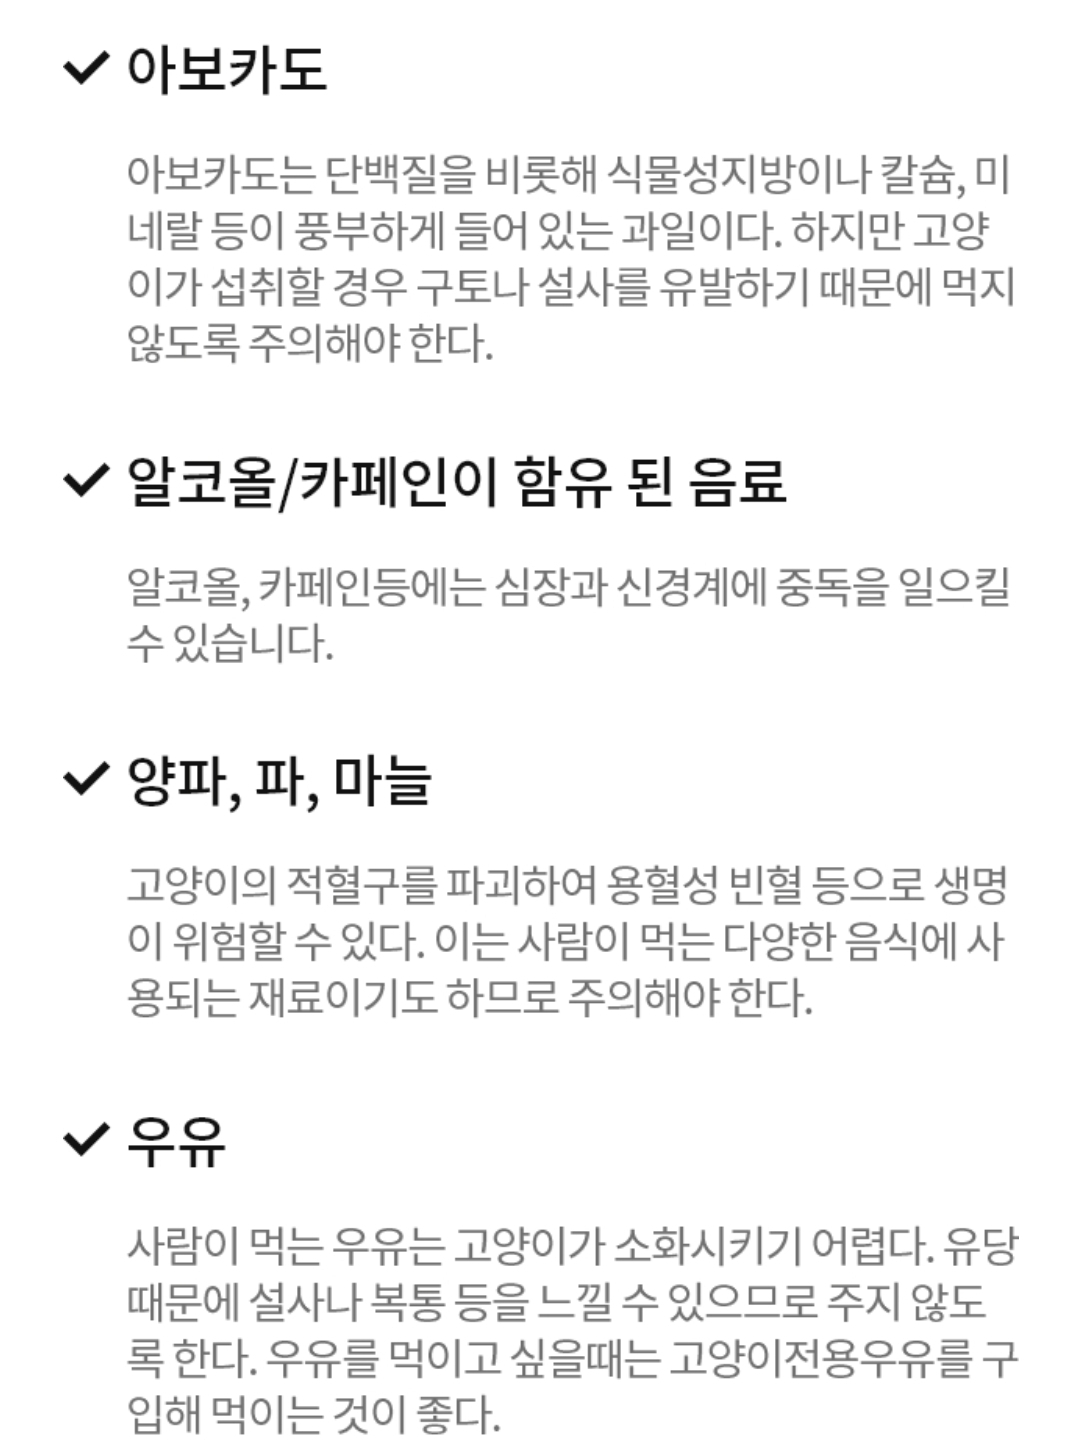 아보카도
아보카도는 단백질을 비롯해 식물성지방이나 칼슘, 미
네랄 등이 풍부하게 들어 있는 과일이다. 하지만 고양
이가 섭취할 경우 구토나 설사를 유발하기 때문에 먹지
않도록 주의해야 한다.
알코올/카페인이 함유 된 음료
알코올, 카페인등에는 심장과 신경계에 중독을 일으킬
수 있습니다.
양파, 파, 마늘
고양이의 적혈구를 파괴하여 용혈성 빈혈 등으로 생명
이 위험할 수 있다. 이는 사람이 먹는 다양한 음식에 사
용되는 재료이기도 하므로 주의해야 한다.
우유
사람이 먹는 우유는 고양이가 소화시키기 어렵다. 유당
때문에 설사나 복통 등을 느낄 수 있으므로 주지 않도
록 한다. 우유를 먹이고 싶을때는 고양이전용우유를 구
입해 먹이는 것이 좋다.